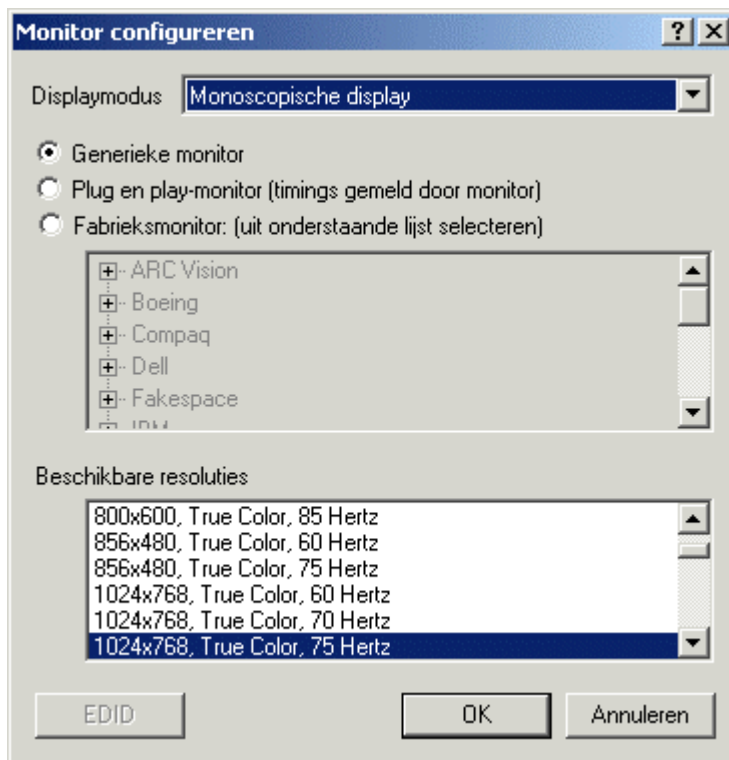 Monitor configureren
Displaymodus Monoscopische display
Generieke monitor
Plug en play-monitor (timings gemeld door monitor)
Fabrieksmonitor: (uit onderstaande lijst selecteren)
ARC Vision
Boeing
Compaq
Dell
Fakespace
IBM
Beschikbare resoluties
800x600, True Color, 85 Hertz
856x480, True Color, 60 Hertz
856x480, True Color, 75 Hertz
1024x768, True Color, 60 Hertz
1024x768, True Color, 70 Hertz
1024x768, True Color, 75 Hertz
EDID OK Annuleren